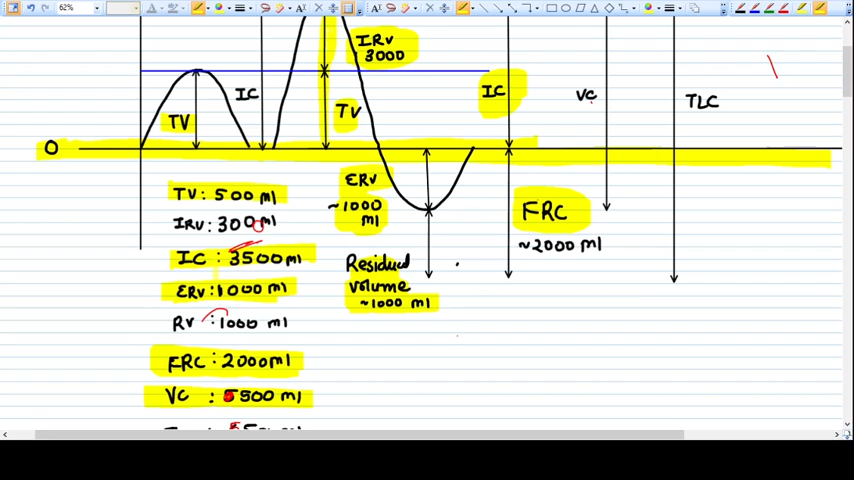 62%
IRV
3000
IC
TV
TV
IC
VC
TLC
0
ERV
~1000
ml
FRC
~2000 ml
Residual
volume
~1000 ml
TV: 500 ml
IRV: 3000 ml
IC : 3500 ml
ERV: 1000 ml
RV : 1000 ml
FRC : 2000 ml
VC : 5500 ml